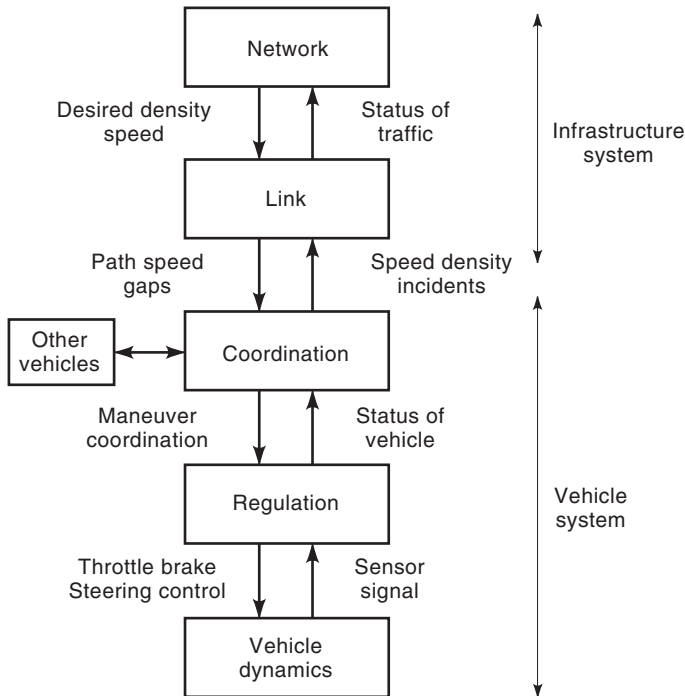 Network
Desired density
speed
Status of
traffic
Infrastructure
system
Link
Path speed
gaps
Speed density
incidents
Other
vehicles
Coordination
Maneuver
coordination
Status of
vehicle
Regulation
Vehicle
system
Throttle brake
Steering control
Sensor
signal
Vehicle
dynamics